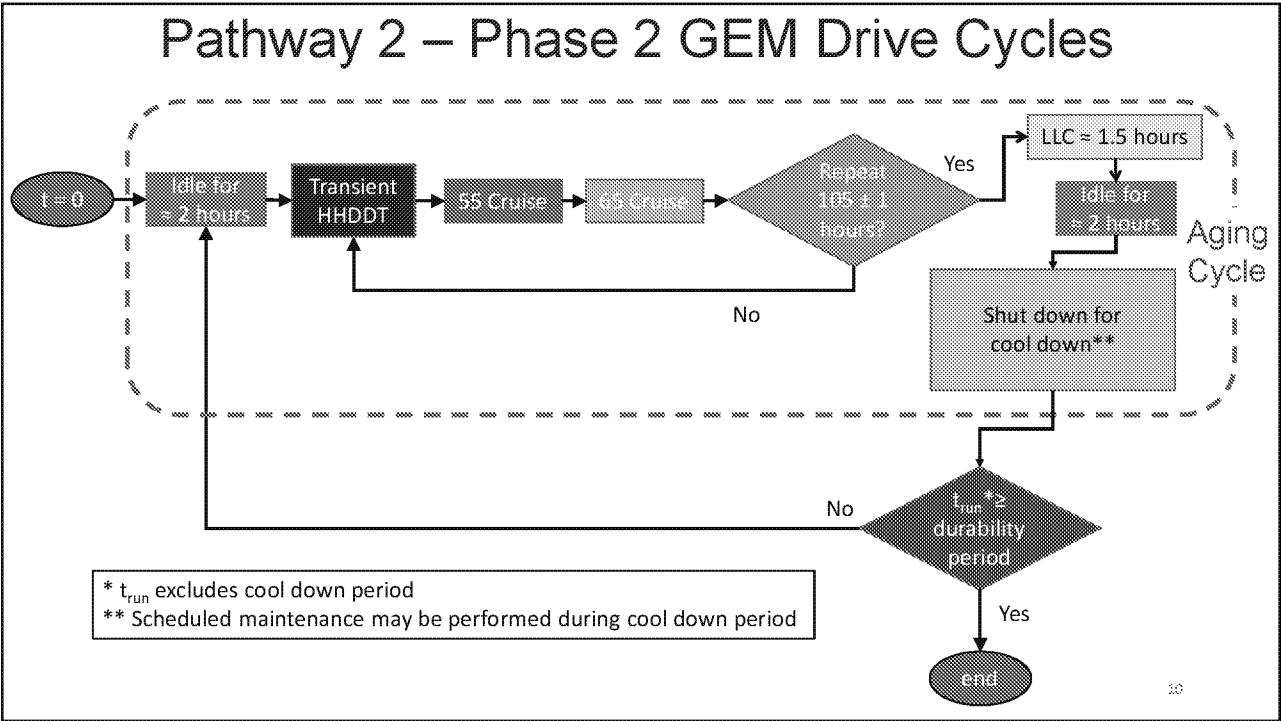 Pathway 2 – Phase 2 GEM Drive Cycles
t = 0
Idle for
≈ 2 hours
Transient
HHDDT
55 Cruise
65 Cruise
Repeat
105 ± 1
hours?
Yes
No
LLC ≈ 1.5 hours
Idle for
≈ 2 hours
Aging
Cycle
Shut down for
cool down**
t_run *≥
durability
period
No
Yes
end
* t_run excludes cool down period
** Scheduled maintenance may be performed during cool down period
10